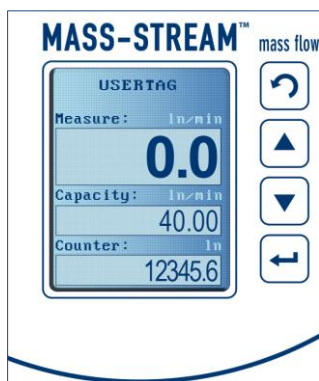 MASS-STREAM™ mass flow
USERTAG
Measure: ln/min
0.0
Capacity: ln/min
40.00
Counter: ln
12345.6